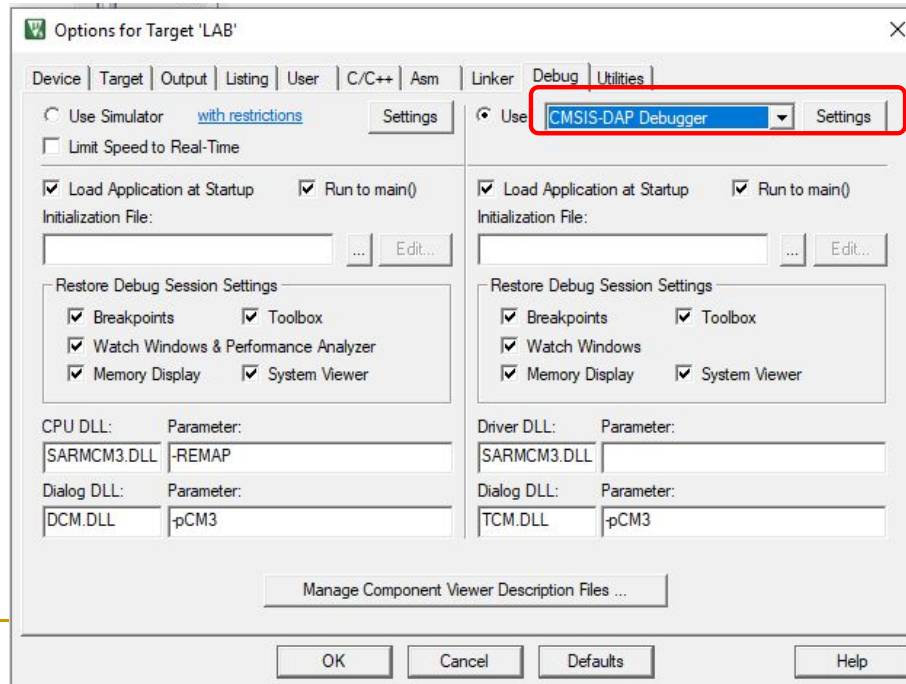 Options for Target 'LAB'
Device Target Output Listing User C/C++ Asm Linker Debug Utilities
Use Simulator with restrictions Settings
Limit Speed to Real-Time
Load Application at Startup Run to main()
Initialization File:
... Edit...
Restore Debug Session Settings
Breakpoints Toolbox
Watch Windows & Performance Analyzer
Memory Display System Viewer
CPU DLL: Parameter:
SARMCM3.DLL -REMAP
Dialog DLL: Parameter:
DCM.DLL -pCM3
Use CMSIS-DAP Debugger Settings
Load Application at Startup Run to main()
Initialization File:
... Edit...
Restore Debug Session Settings
Breakpoints Toolbox
Watch Windows
Memory Display System Viewer
Driver DLL: Parameter:
SARMCM3.DLL
Dialog DLL: Parameter:
TCM.DLL -pCM3
Manage Component Viewer Description Files ...
OK Cancel Defaults Help